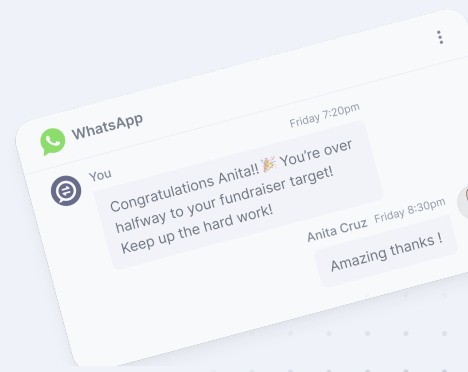 WhatsApp
Friday 7:20pm
You
Congratulations Anita!! 🎉 You're over
halfway to your fundraiser target!
Keep up the hard work!
Anita Cruz Friday 8:30pm
Amazing thanks !